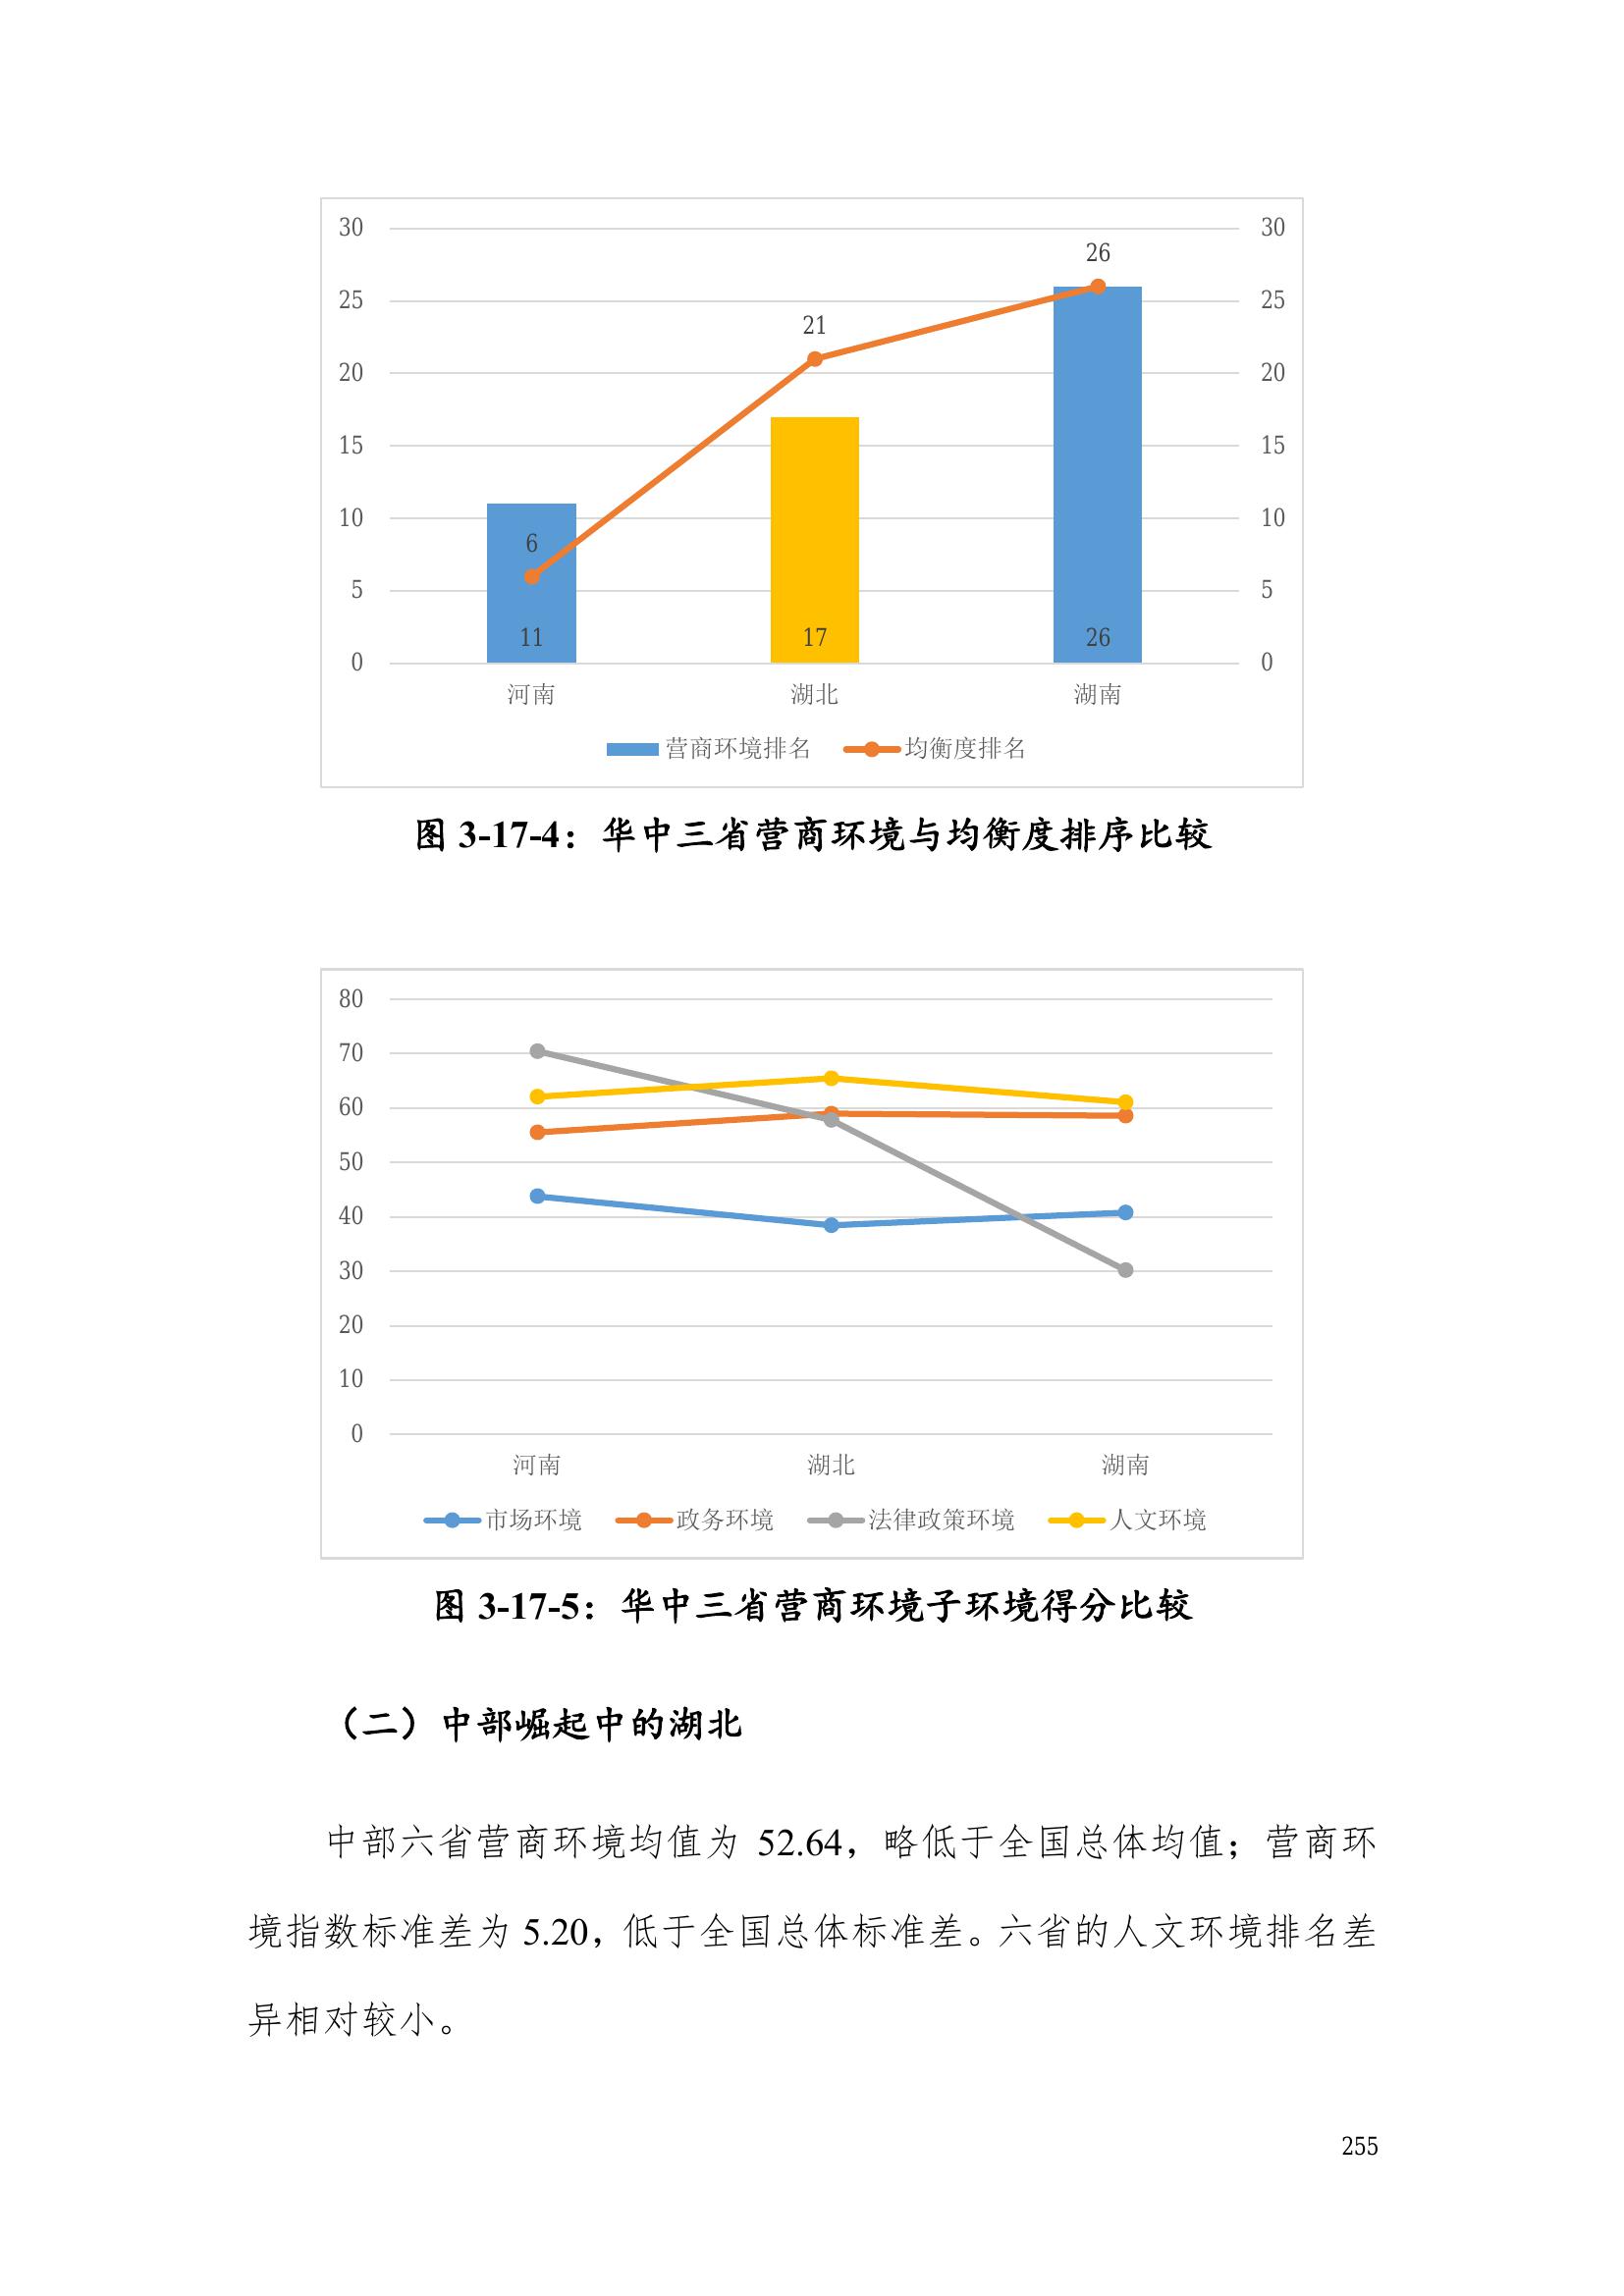 30 30
26
25 25
21
20 20
15 15
10 10
6
5 5
11 17 26
0 0
河南 湖北 湖南
营商环境排名 均衡度排名
图 3-17-4：华中三省营商环境与均衡度排序比较
80
70
60
50
40
30
20
10
0
河南 湖北 湖南
市场环境 政务环境 法律政策环境 人文环境
图 3-17-5：华中三省营商环境子环境得分比较
（二）中部崛起中的湖北
中部六省营商环境均值为 52.64，略低于全国总体均值；营商环
境指数标准差为 5.20，低于全国总体标准差。六省的人文环境排名差
异相对较小。
255